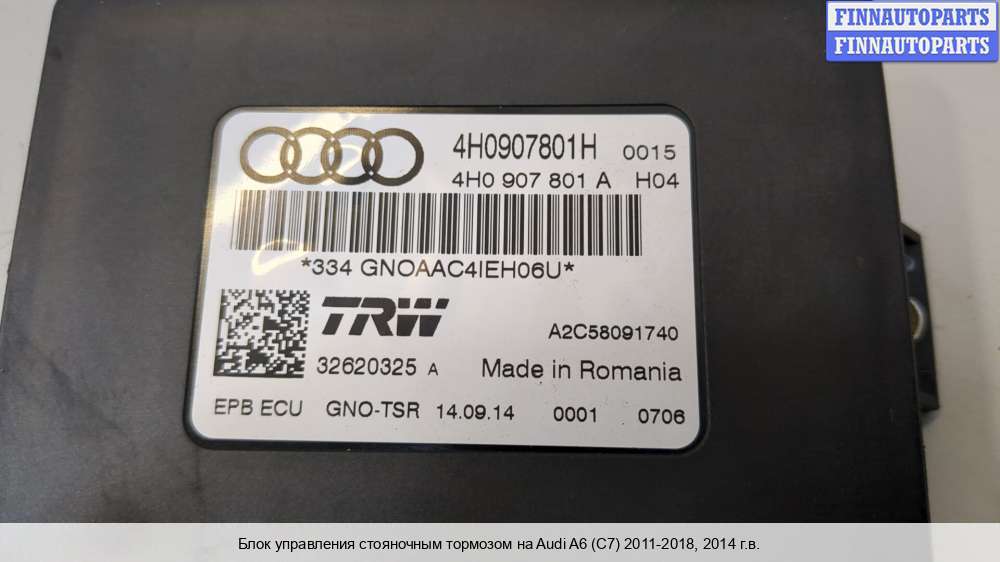 FINNAUTOPARTS
FINNAUTOPARTS
4H0907801H 0015
4H0 907 801 A H04
*334 GNOAAC4IEH06U*
TRW A2C58091740
32620325 A Made in Romania
EPB ECU GNO-TSR 14.09.14 0001 0706
Блок управления стояночным тормозом на Audi A6 (C7) 2011-2018, 2014 г.в.